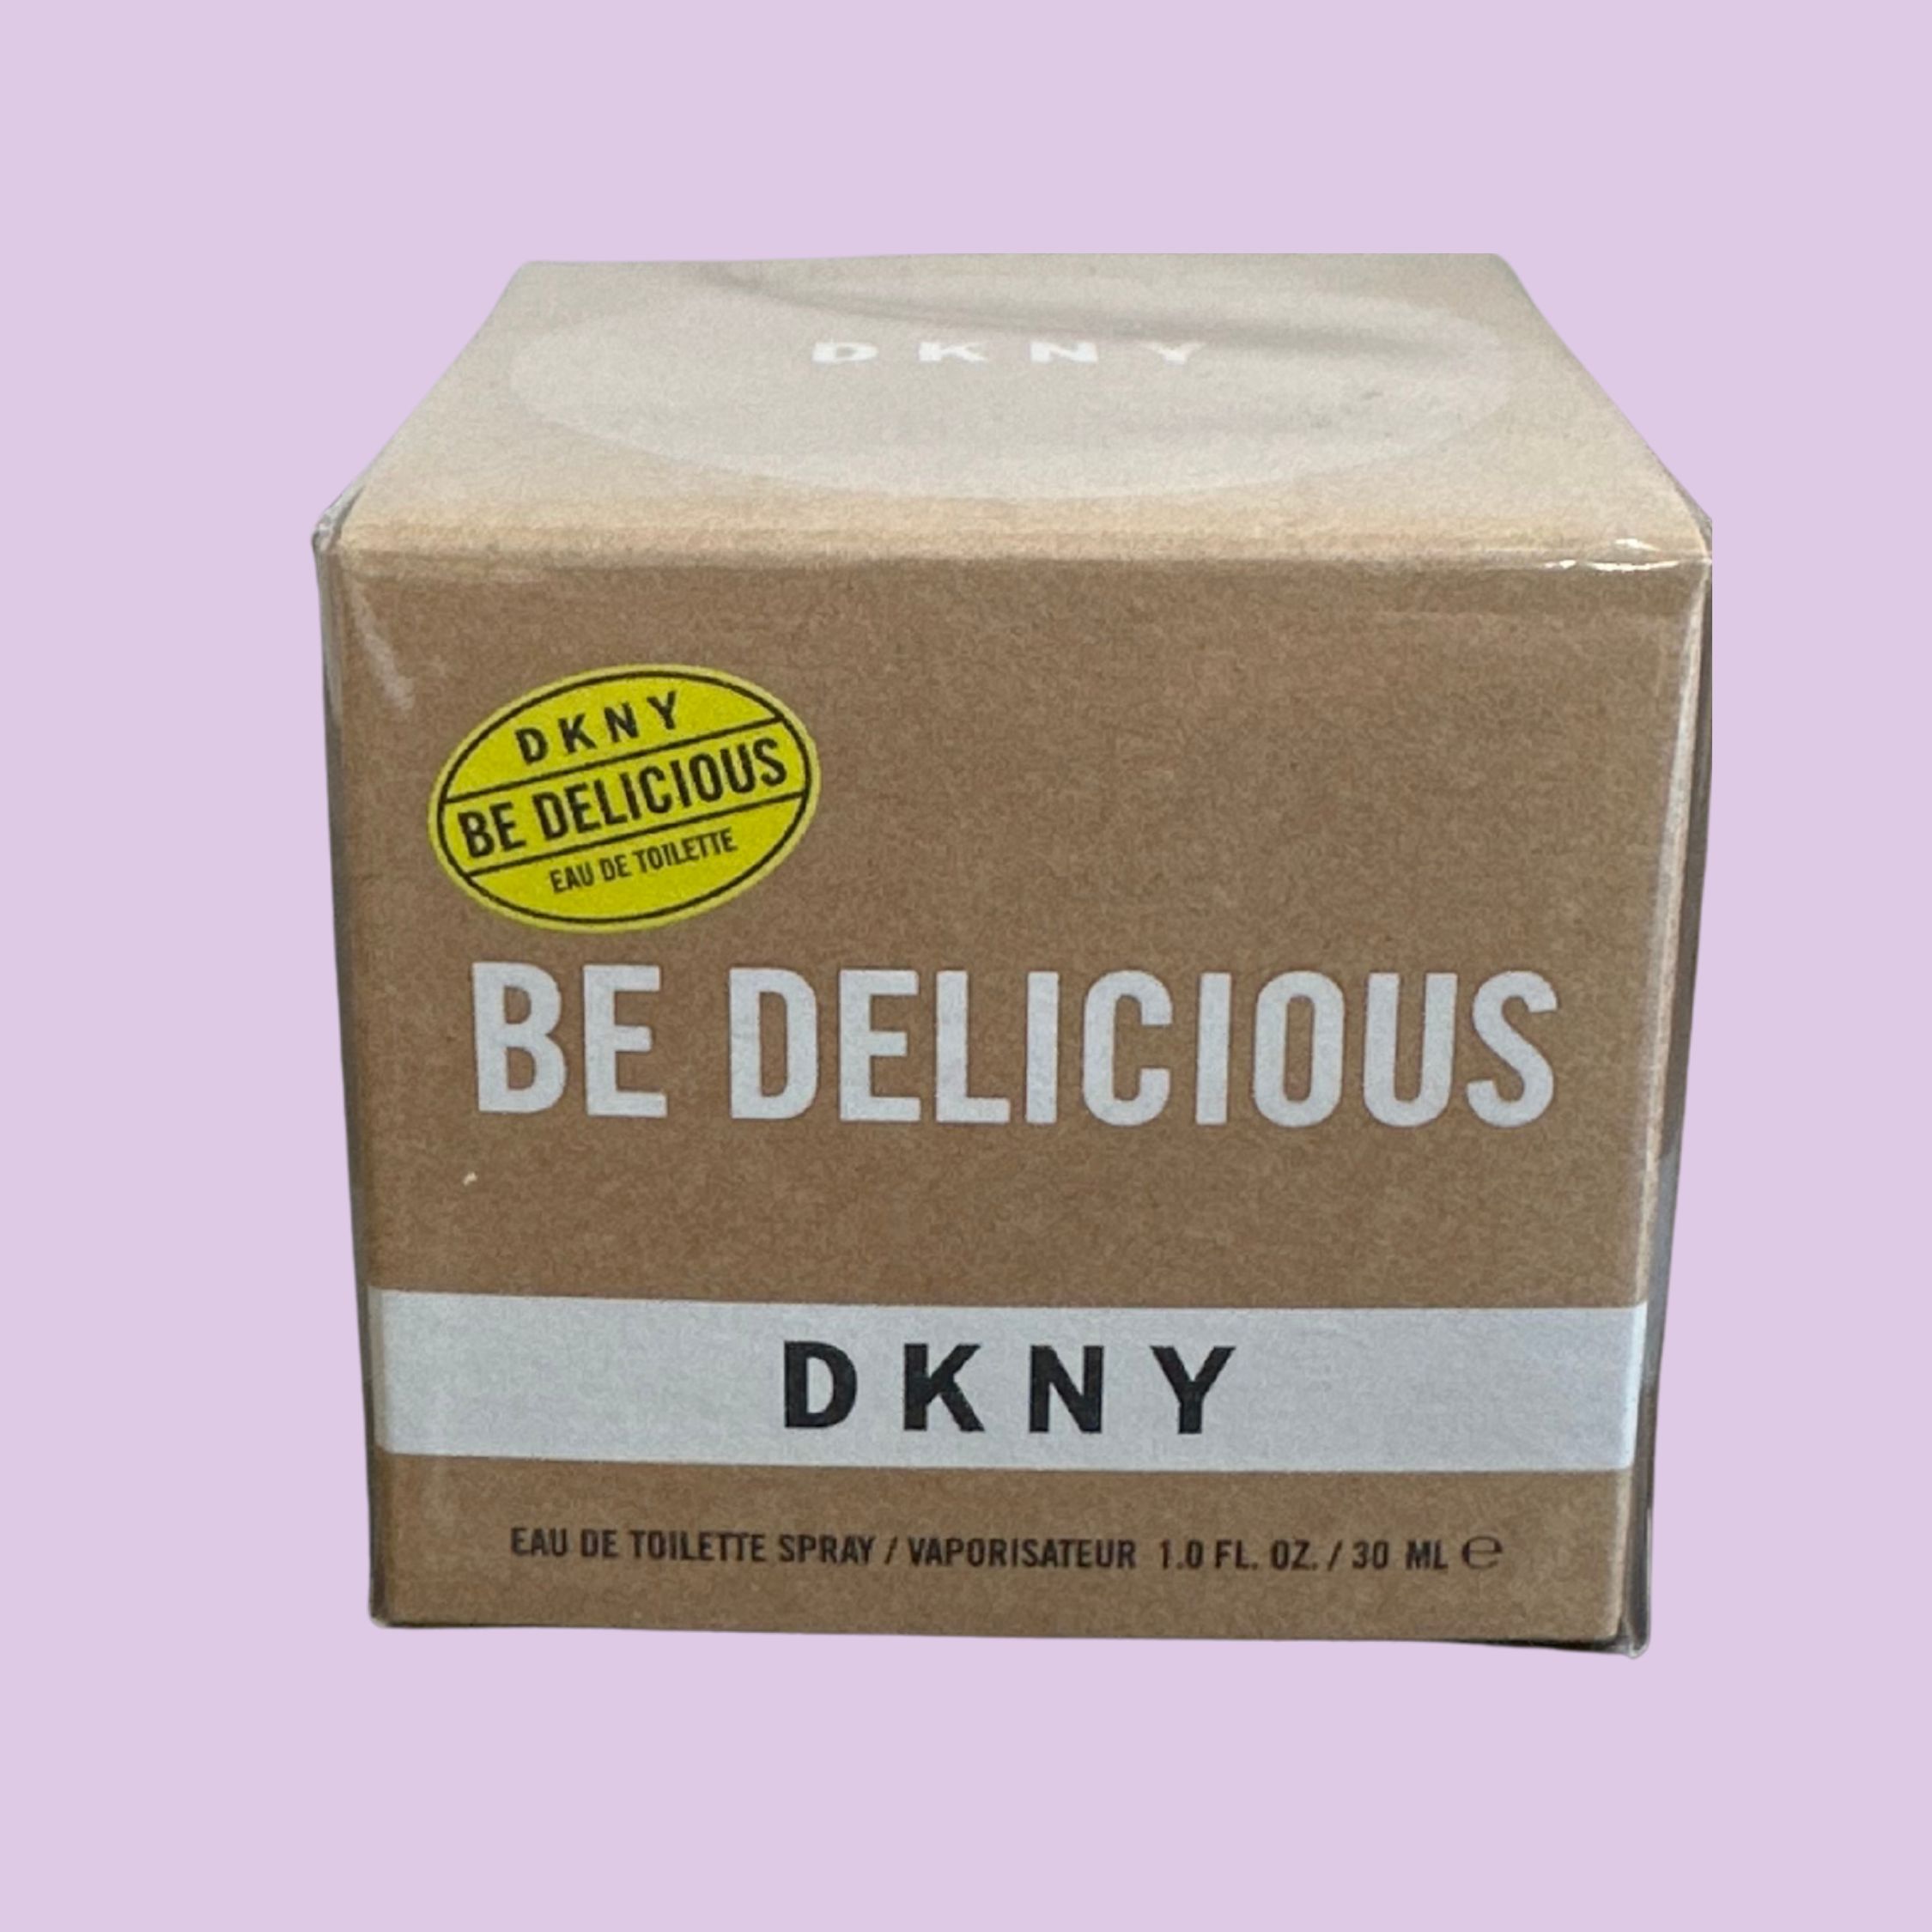 DKNY
DKNY
BE DELICIOUS
EAU DE TOILETTE
BE DELICIOUS
DKNY
EAU DE TOILETTE SPRAY / VAPORISATEUR 1.0 FL. OZ. / 30 ML ℮